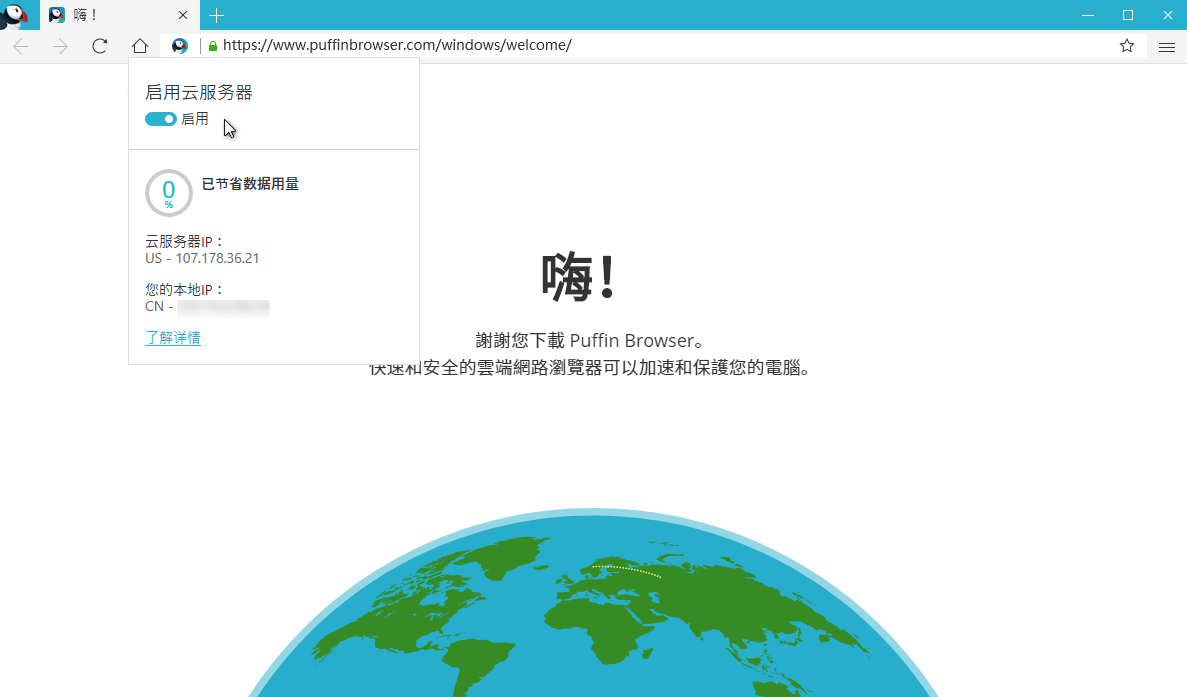 嗨！
https://www.puffinbrowser.com/windows/welcome/
启用云服务器
启用
0
%
已节省数据用量
云服务器IP：
US - 107.178.36.21
您的本地IP：
CN -
了解详情
嗨！
謝謝您下載 Puffin Browser。
快速和安全的雲端網路瀏覽器可以加速和保護您的電腦。